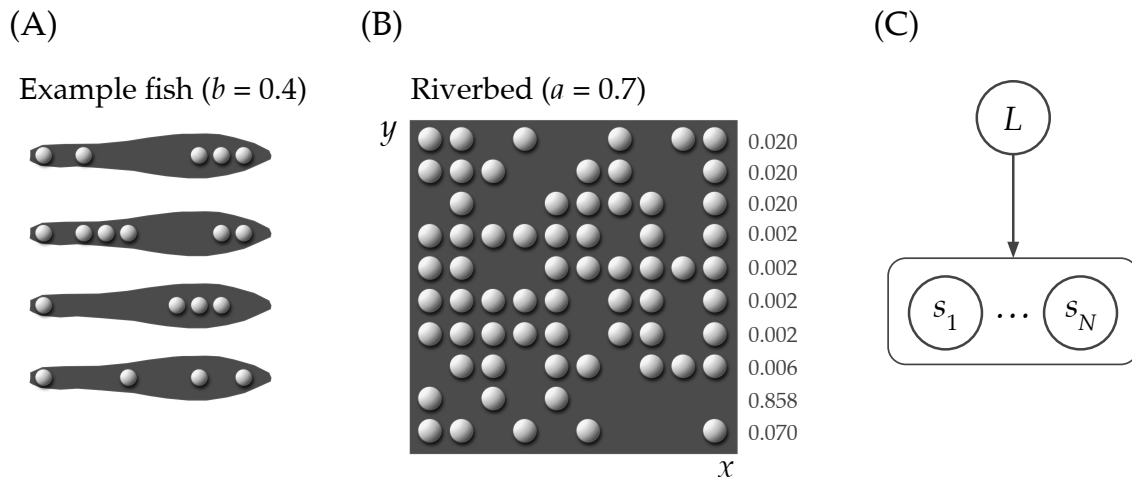 (A)
Example fish (b = 0.4)
(B)
Riverbed (a = 0.7)
y
0.020
0.020
0.020
0.002
0.002
0.002
0.002
0.006
0.858
0.070
x
(C)
L
s1 ... sN